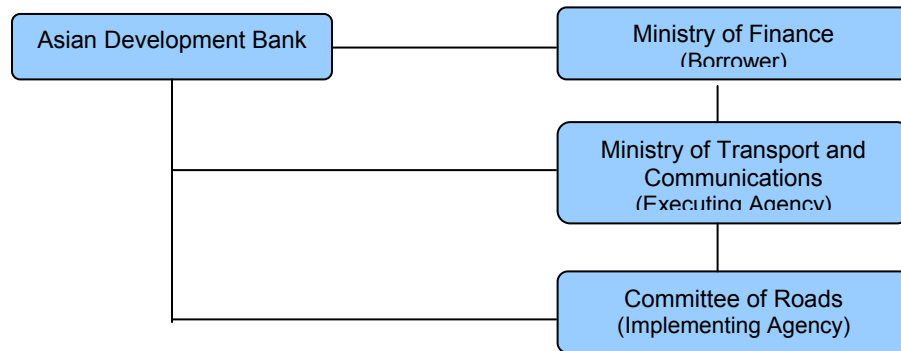 Asian Development Bank
Ministry of Finance
(Borrower)
Ministry of Transport and
Communications
(Executing Agency)
Committee of Roads
(Implementing Agency)